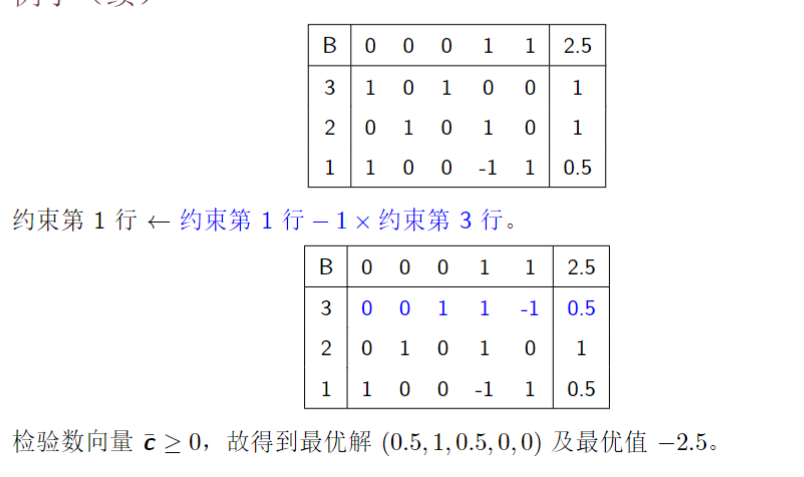 B 0 0 0 1 1 2.5
3 1 0 1 0 0 1
2 0 1 0 1 0 1
1 1 0 0 -1 1 0.5
约束第 1 行 ← 约束第 1 行 − 1 × 约束第 3 行。
B 0 0 0 1 1 2.5
3 0 0 1 1 -1 0.5
2 0 1 0 1 0 1
1 1 0 0 -1 1 0.5
检验数向量 c̄ ≥ 0，故得到最优解 (0.5, 1, 0.5, 0, 0) 及最优值 −2.5。